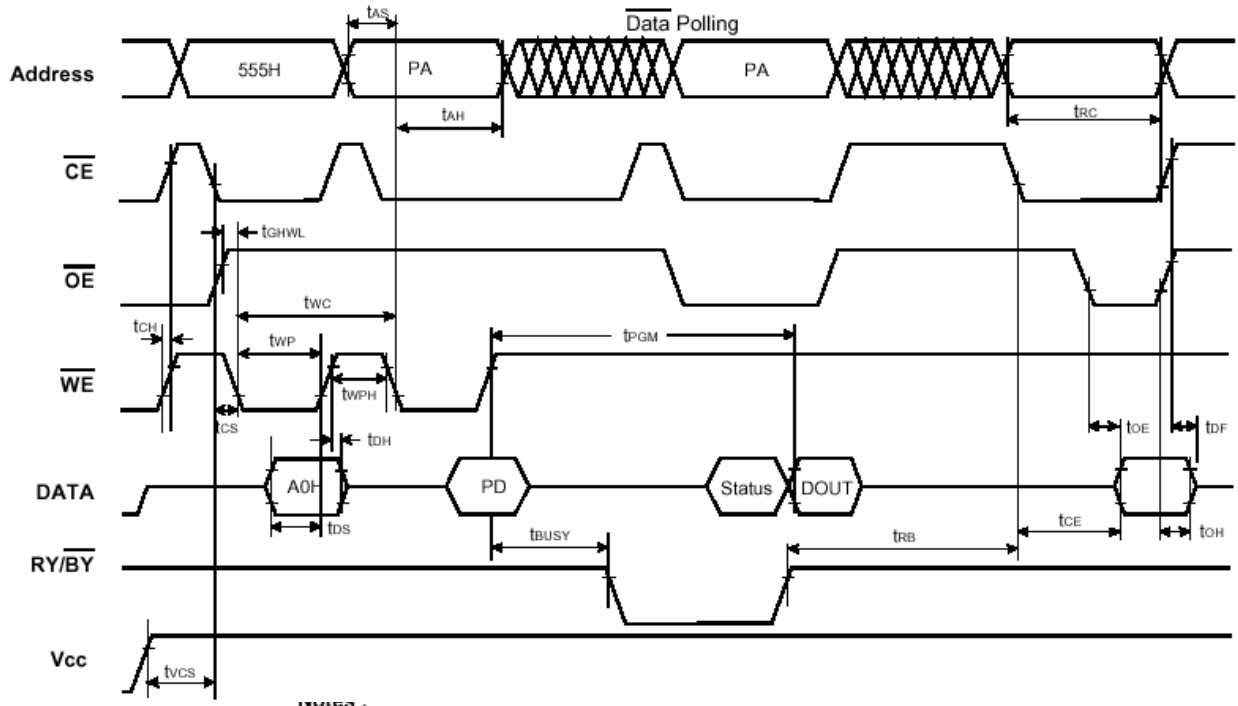 tAS
Data Polling
Address
555H
PA
PA
tAH
tRC
CE
tGHWL
OE
tWC
tCH
tWP
tPGM
WE
tWPH
tCS
tDH
tOE
tDF
DATA
A0H
PD
Status
DOUT
tDS
tBUSY
tRB
tCE
tOH
RY/BY
Vcc
tVCS
Notes :